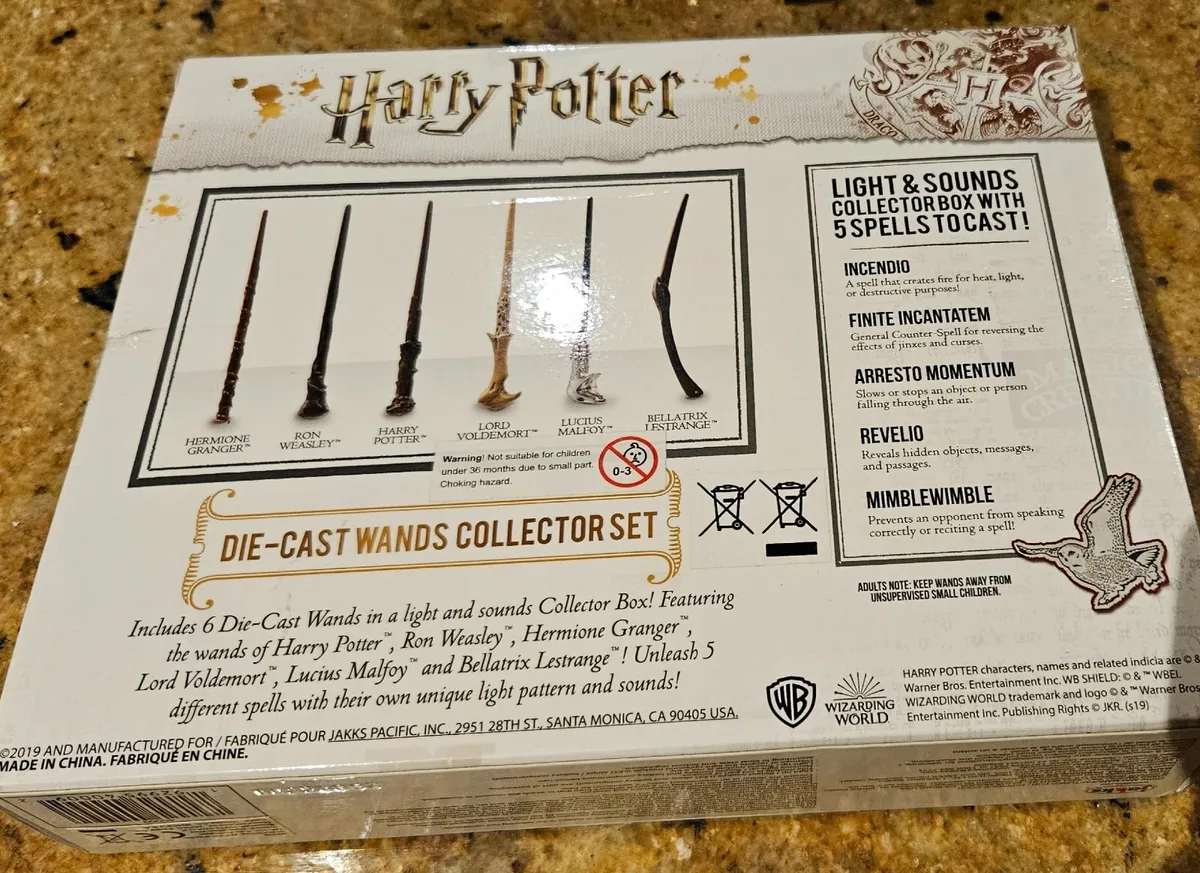 Harry Potter
DRACO
H
HERMIONE
GRANGER™
RON
WEASLEY™
HARRY
POTTER™
LORD
VOLDEMORT™
LUCIUS
MALFOY™
BELLATRIX
LESTRANGE™
Warning! Not suitable for children
under 36 months due to small part.
Choking hazard.
0-3
DIE-CAST WANDS COLLECTOR SET
Includes 6 Die-Cast Wands in a light and sounds Collector Box! Featuring
the wands of Harry Potter™, Ron Weasley™, Hermione Granger™,
Lord Voldemort™, Lucius Malfoy™ and Bellatrix Lestrange™! Unleash 5
different spells with their own unique light pattern and sounds!
©2019 AND MANUFACTURED FOR / FABRIQUÉ POUR JAKKS PACIFIC, INC., 2951 28TH ST., SANTA MONICA, CA 90405 USA.
MADE IN CHINA. FABRIQUÉ EN CHINE.
LIGHT & SOUNDS
COLLECTOR BOX WITH
5 SPELLS TO CAST!
INCENDIO
A spell that creates fire for heat, light,
or destructive purposes!
FINITE INCANTATEM
General Counter-Spell for reversing the
effects of jinxes and curses.
ARRESTO MOMENTUM
Slows or stops an object or person
falling through the air.
REVELIO
Reveals hidden objects, messages,
and passages.
MIMBLEWIMBLE
Prevents an opponent from speaking
correctly or reciting a spell!
ADULTS NOTE: KEEP WANDS AWAY FROM
UNSUPERVISED SMALL CHILDREN.
WB
WIZARDING
WORLD
HARRY POTTER characters, names and related indicia are © &
Warner Bros. Entertainment Inc. WB SHIELD: © & ™ WBEI.
WIZARDING WORLD trademark and logo © & ™ Warner Bros.
Entertainment Inc. Publishing Rights © JKR. (s19)
CE